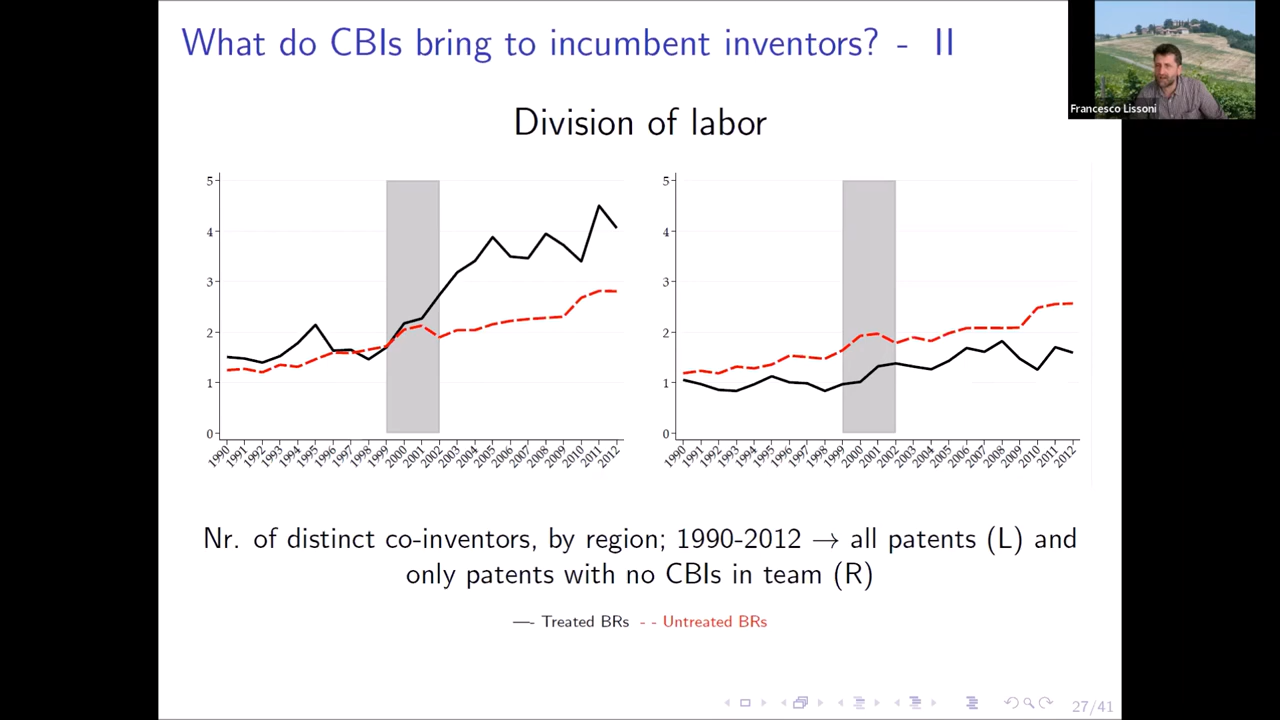 What do CBIs bring to incumbent inventors? - II
Francesco Lissoni
Division of labor
5
4
3
2
1
0
1990 1991 1992 1993 1994 1995 1996 1997 1998 1999 2000 2001 2002 2003 2004 2005 2006 2007 2008 2009 2010 2011 2012
5
4
3
2
1
0
1990 1991 1992 1993 1994 1995 1996 1997 1998 1999 2000 2001 2002 2003 2004 2005 2006 2007 2008 2009 2010 2011 2012
Nr. of distinct co-inventors, by region; 1990-2012 → all patents (L) and
only patents with no CBIs in team (R)
—- Treated BRs - - Untreated BRs
27/41